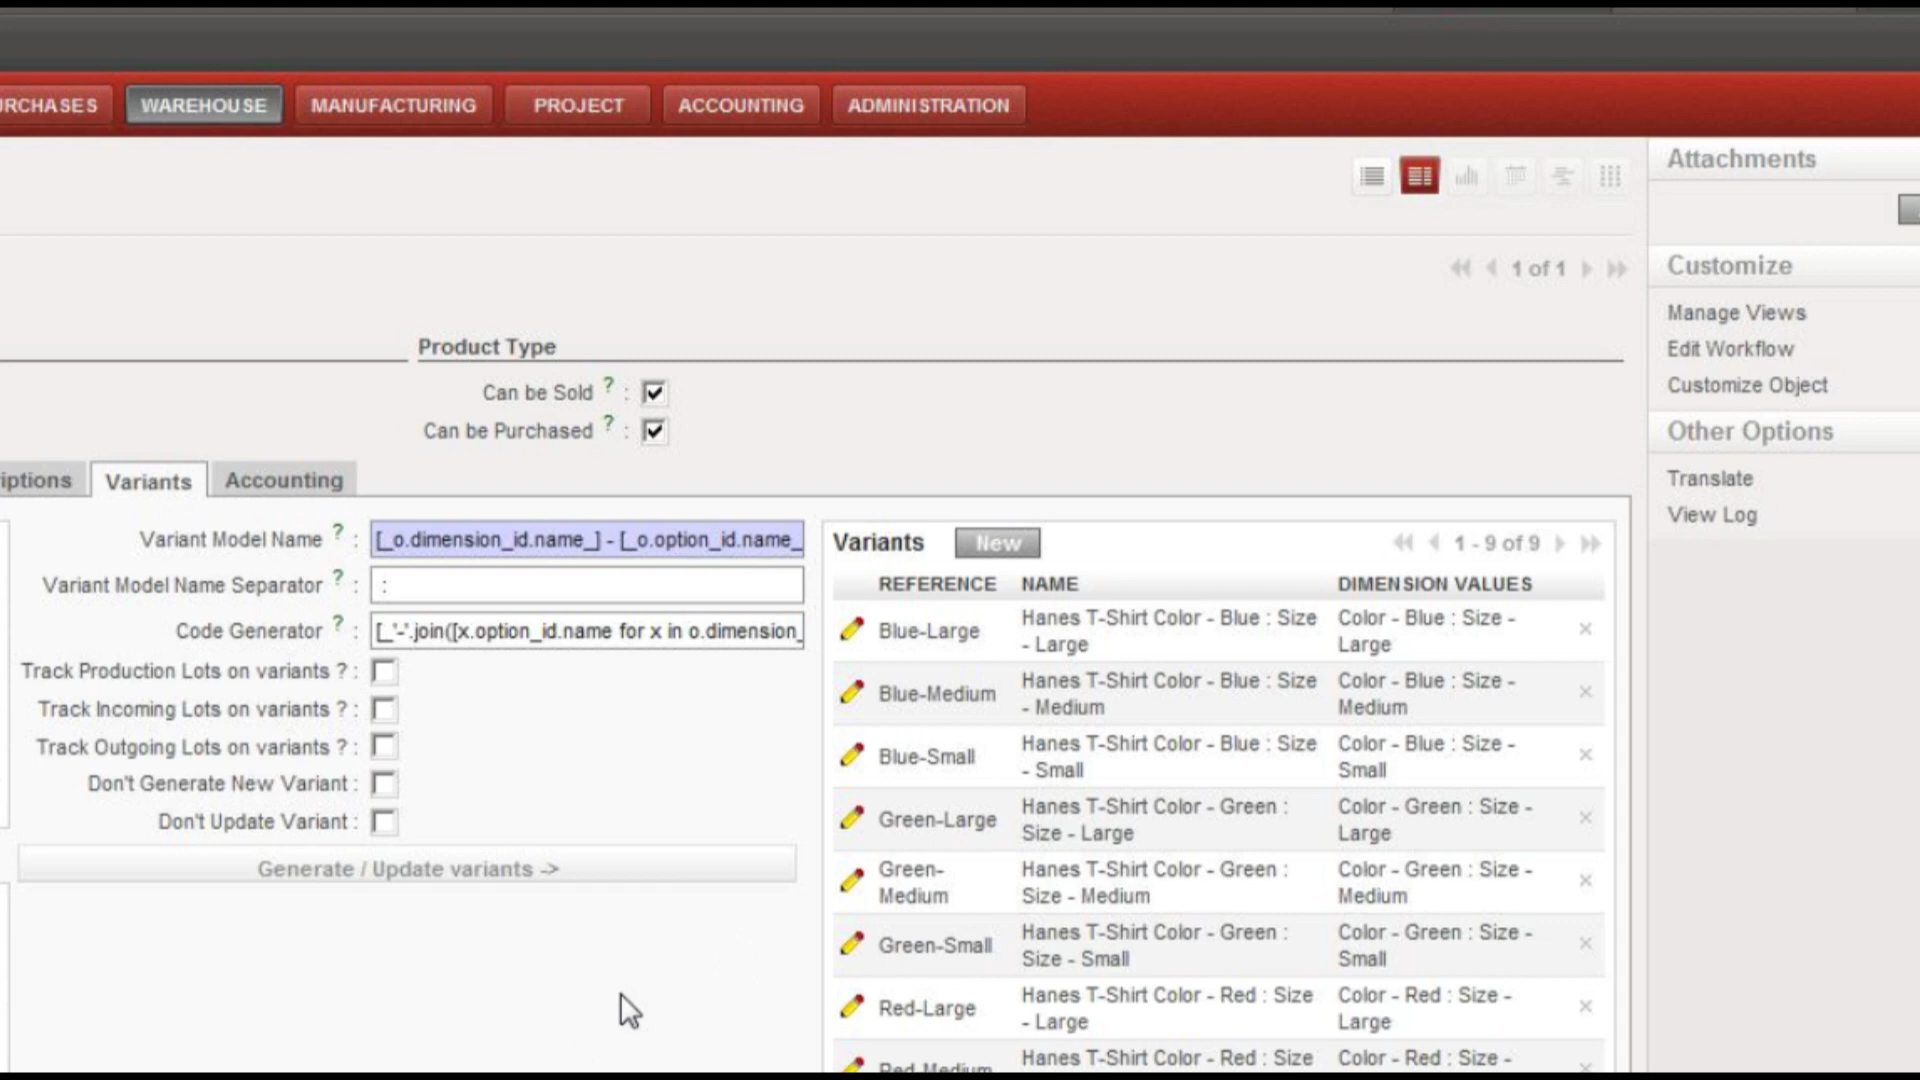 URCHASES WAREHOUSE MANUFACTURING PROJECT ACCOUNTING ADMINISTRATION
Attachments
1 of 1
Customize
Manage Views
Edit Workflow
Customize Object
Other Options
Translate
View Log
Product Type
Can be Sold ? :
Can be Purchased ? :
iptions Variants Accounting
Variant Model Name ? : [_o.dimension_id.name_] - [_o.option_id.name_
Variant Model Name Separator ? : :
Code Generator ? : [_'-'.join([x.option_id.name for x in o.dimension_
Track Production Lots on variants ? :
Track Incoming Lots on variants ? :
Track Outgoing Lots on variants ? :
Don't Generate New Variant :
Don't Update Variant :
Generate / Update variants ->
Variants New 1 - 9 of 9
REFERENCE NAME DIMENSION VALUES
Blue-Large Hanes T-Shirt Color - Blue : Size - Large Color - Blue : Size - Large
Blue-Medium Hanes T-Shirt Color - Blue : Size - Medium Color - Blue : Size - Medium
Blue-Small Hanes T-Shirt Color - Blue : Size - Small Color - Blue : Size - Small
Green-Large Hanes T-Shirt Color - Green : Size - Large Color - Green : Size - Large
Green-Medium Hanes T-Shirt Color - Green : Size - Medium Color - Green : Size - Medium
Green-Small Hanes T-Shirt Color - Green : Size - Small Color - Green : Size - Small
Red-Large Hanes T-Shirt Color - Red : Size - Large Color - Red : Size - Large
Red-Medium Hanes T-Shirt Color - Red : Size Color - Red : Size -